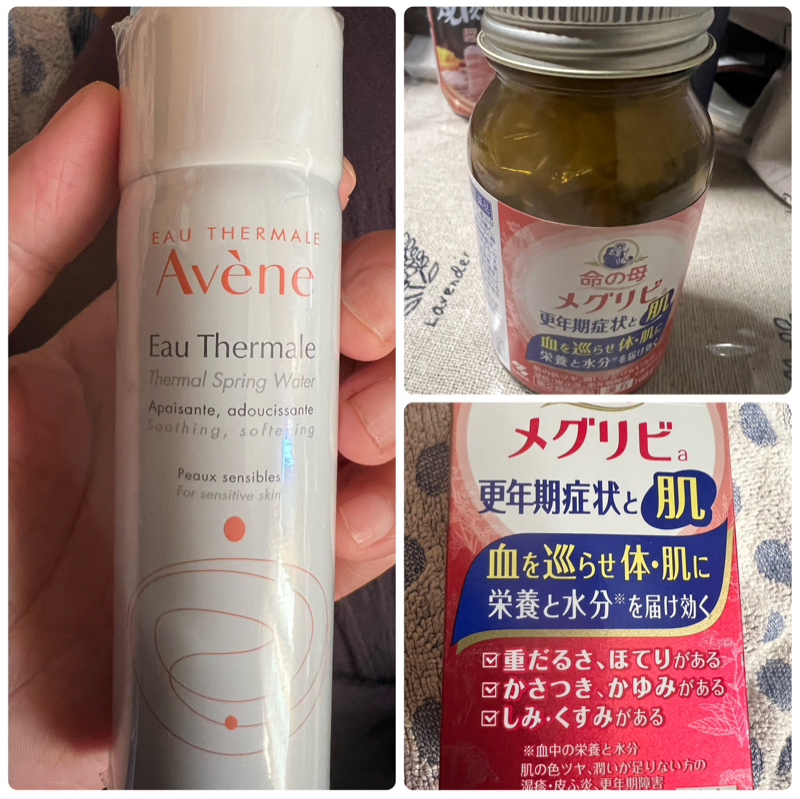 EAU THERMALE
Avène
Eau Thermale
Thermal Spring Water
Apaisante, adoucissante
Soothing, softening
Peaux sensibles
For sensitive skin
Lavender
命の母
メグリビ
更年期症状と肌
血を巡らせ体・肌に
栄養と水分※を届け効く
メグリビa
更年期症状と肌
血を巡らせ体・肌に
栄養と水分※を届け効く
重だるさ、ほてりがある
かさつき、かゆみがある
しみ・くすみがある
※血中の栄養と水分
肌の色ツヤ、潤いが足りない方の
湿疹・皮ふ炎、更年期障害